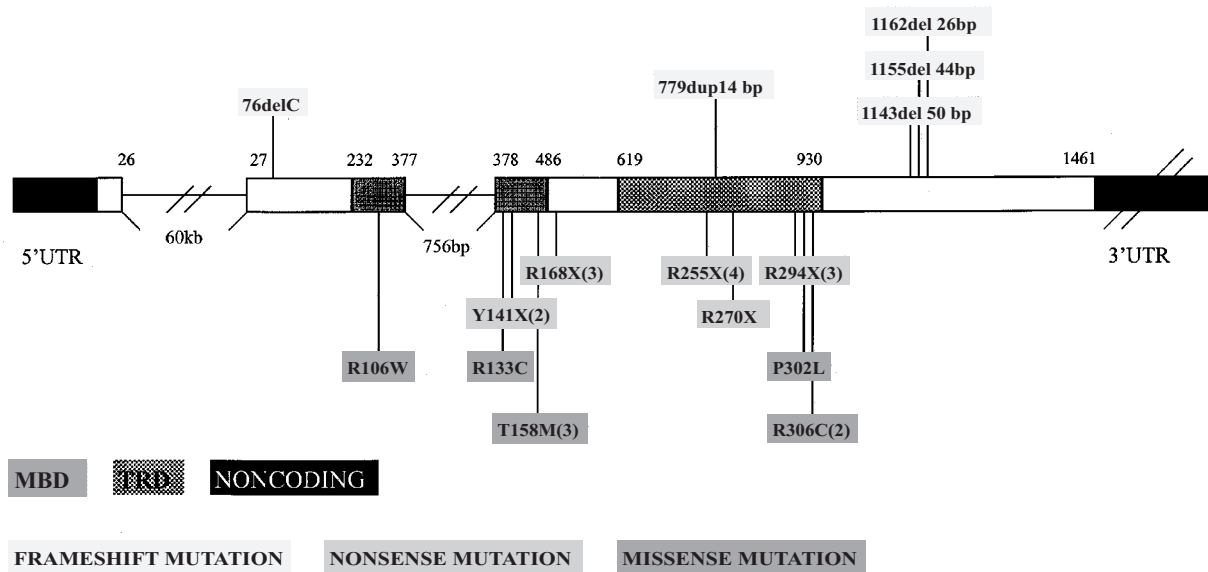 1162del 26bp
1155del 44bp
76delC
779dup14 bp
1143del 50 bp
26
27
232
377
378
486
619
930
1461
60kb
756bp
5'UTR
3'UTR
R168X(3)
R255X(4)
R294X(3)
Y141X(2)
R270X
R106W
R133C
P302L
T158M(3)
R306C(2)
MBD
TRD
NONCODING
FRAMESHIFT MUTATION
NONSENSE MUTATION
MISSENSE MUTATION